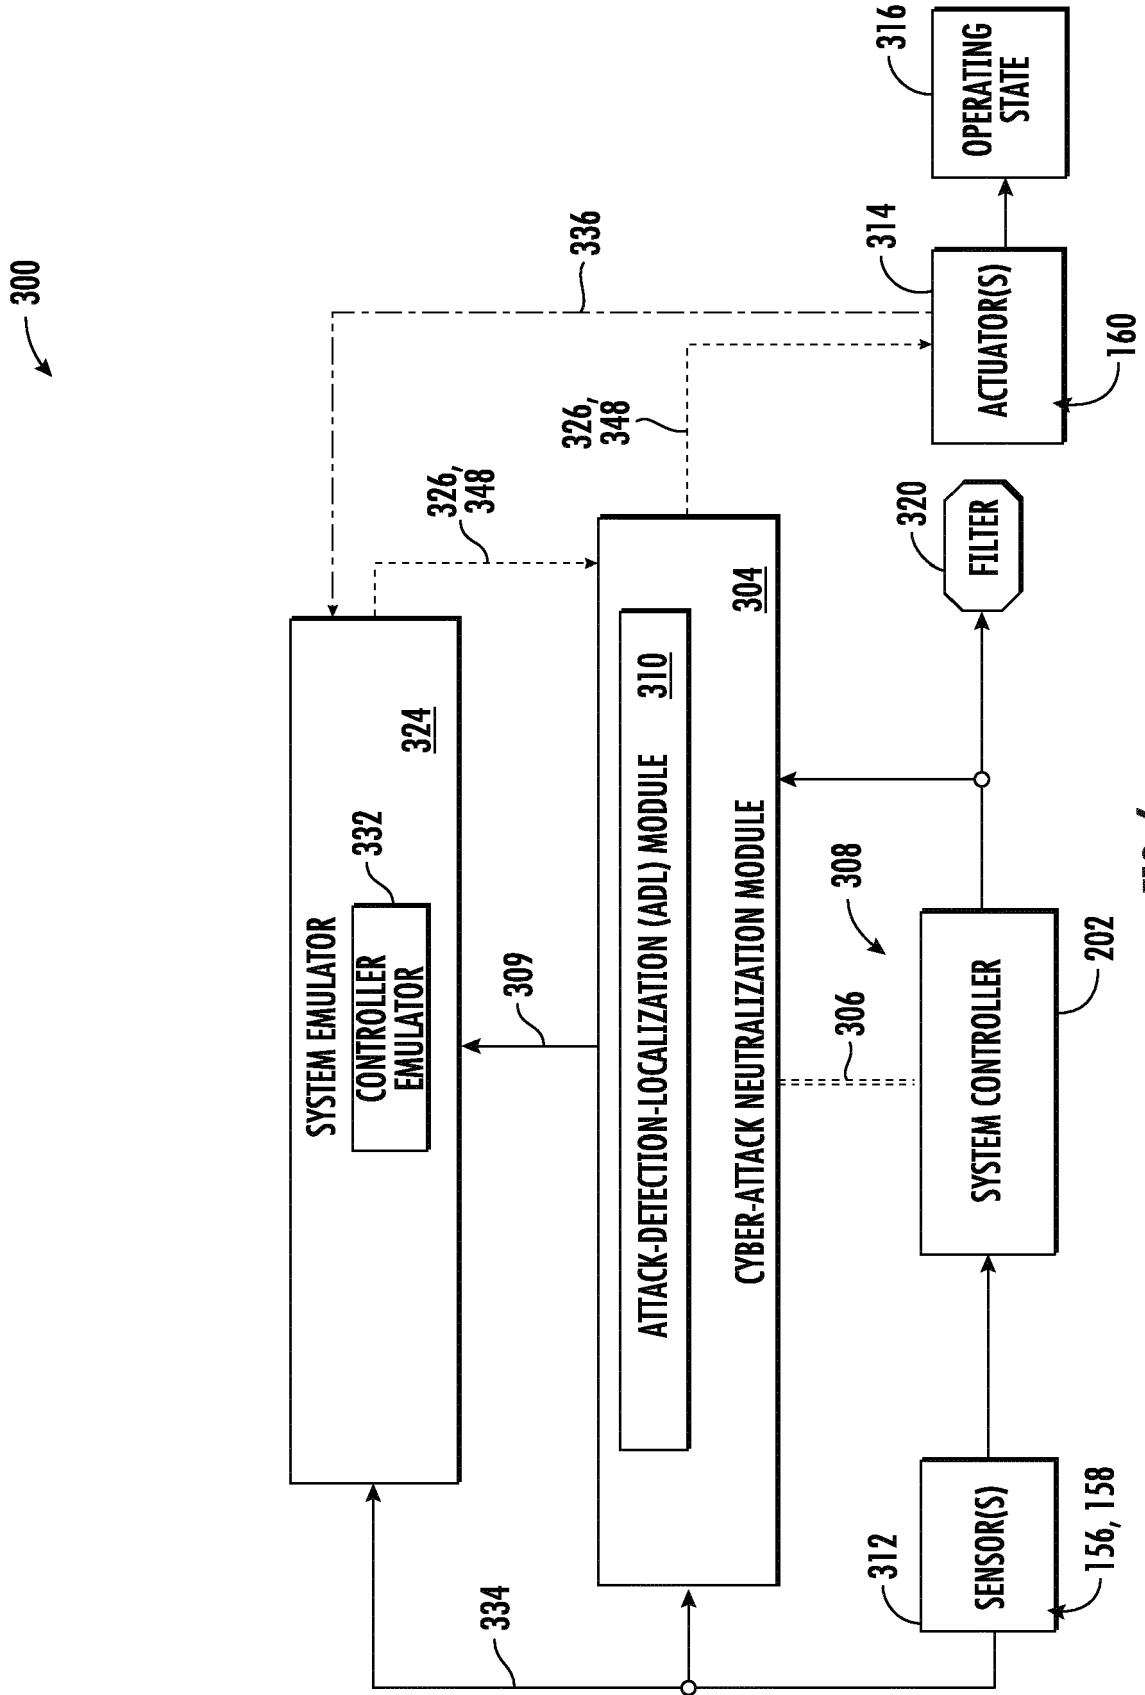 300
SYSTEM EMULATOR
324
CONTROLLER
EMULATOR
332
334
309
326,
348
336
326,
348
ATTACK-DETECTION-LOCALIZATION (ADL) MODULE
310
CYBER-ATTACK NEUTRALIZATION MODULE
304
306
308
312
SENSOR(S)
156, 158
SYSTEM CONTROLLER
202
320
FILTER
314
ACTUATOR(S)
160
316
OPERATING
STATE